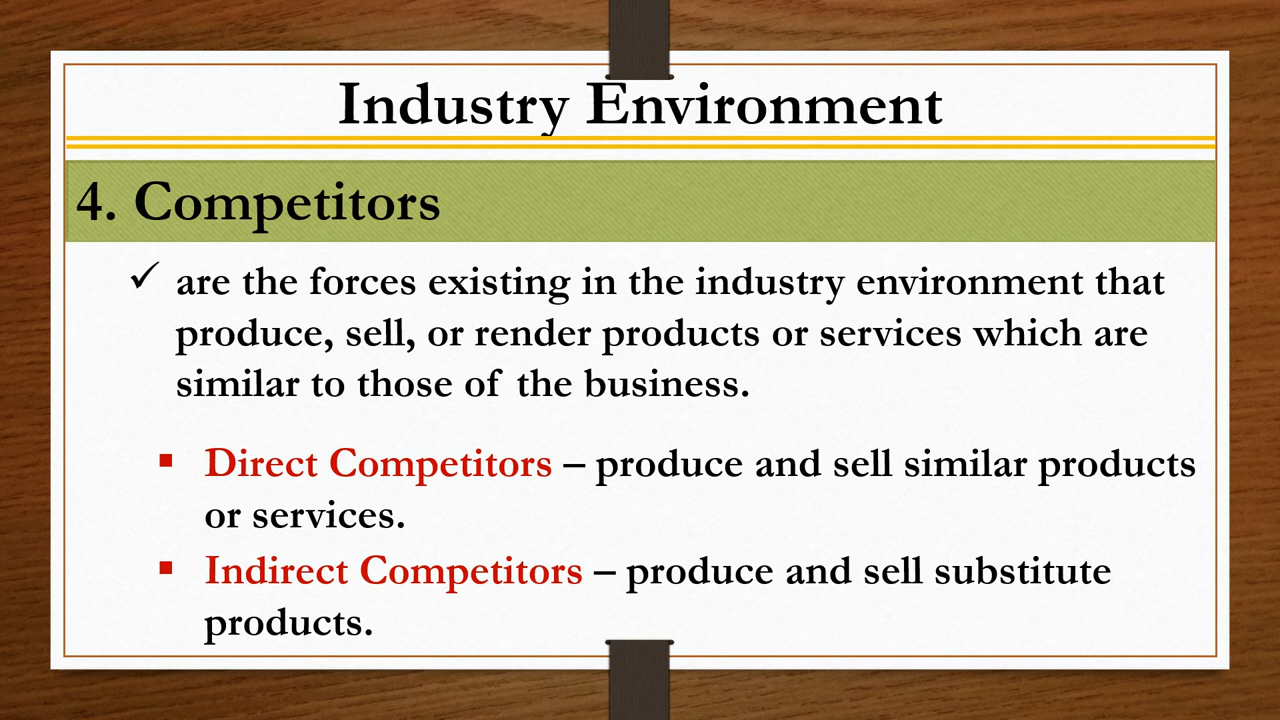 Industry Environment
4. Competitors
✓ are the forces existing in the industry environment that
produce, sell, or render products or services which are
similar to those of the business.
▪ Direct Competitors – produce and sell similar products
or services.
▪ Indirect Competitors – produce and sell substitute
products.